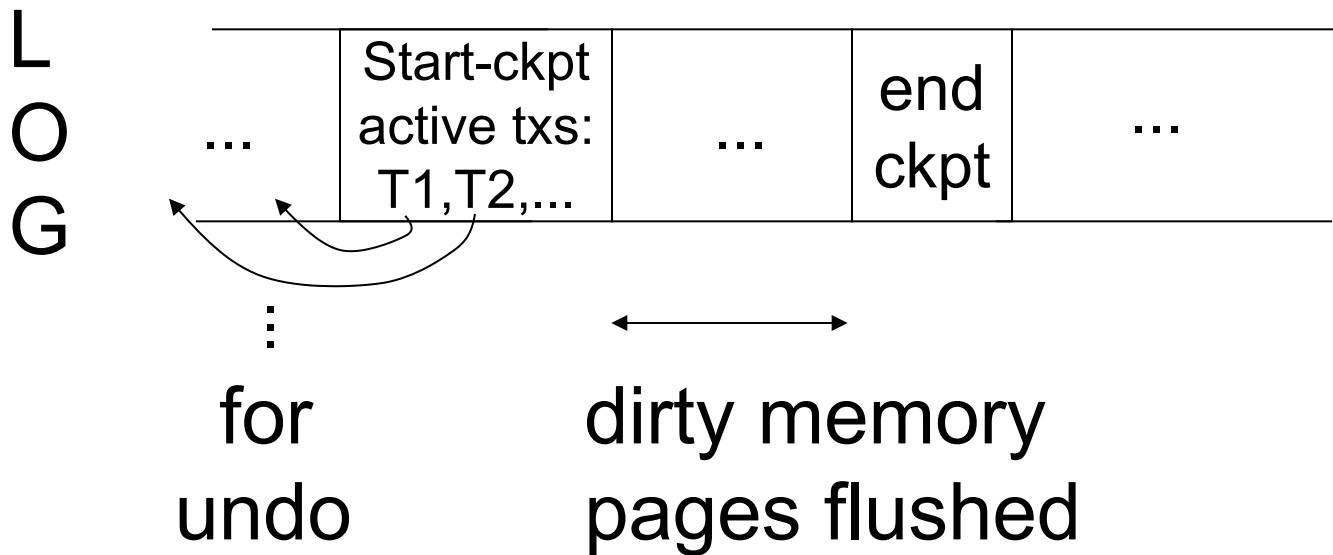 L
O
G
...
Start-ckpt
active txs:
T1,T2,...
...
end
ckpt
...
⋮
for
undo
dirty memory
pages flushed